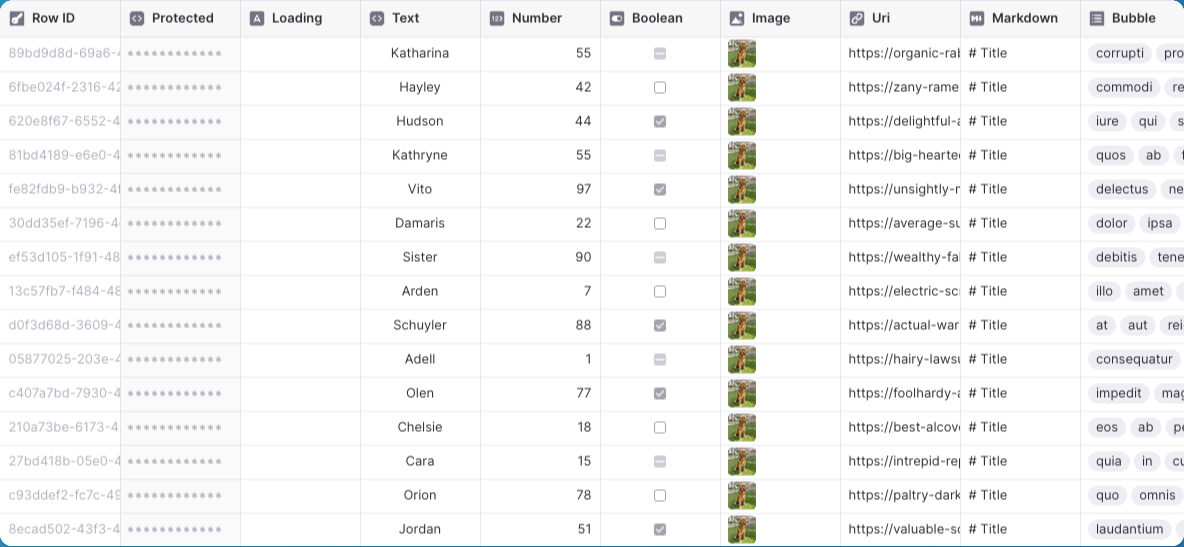 Row ID Protected Loading Text Number Boolean Image Uri Markdown Bubble
89bd9d8d-69a6- ************ Katharina 55 https://organic-ral # Title corrupti pro
6fbe024f-2316-42 ************ Hayley 42 https://zany-rame # Title commodi re
620e8f67-6552-4 ************ Hudson 44 https://delightful-a # Title iure qui s
81bd4189-e6e0-4 ************ Kathryne 55 https://big-hearte # Title quos ab f
fe82fdb9-b932-4f ************ Vito 97 https://unsightly-r # Title delectus ne
30dd35ef-7196-4 ************ Damaris 22 https://average-su # Title dolor ipsa
ef53d105-1f91-48 ************ Sister 90 https://wealthy-fa # Title debitis tene
13c57fb7-f484-48 ************ Arden 7 https://electric-sc # Title illo amet
d0f3d68d-3609-4 ************ Schuyler 88 https://actual-war # Title at aut rei
05877025-203e-4 ************ Adell 1 https://hairy-laws # Title consequatur
c407a7bd-7930-4 ************ Olen 77 https://foolhardy-a # Title impedit mag
210a73be-6173-4 ************ Chelsie 18 https://best-alcov # Title eos ab pe
27bd418b-05e0-4 ************ Cara 15 https://intrepid-re # Title quia in cu
c93ddef2-fc7c-49 ************ Orion 78 https://paltry-dark # Title quo omnis
8ecad502-43f3-4 ************ Jordan 51 https://valuable-s # Title laudantium